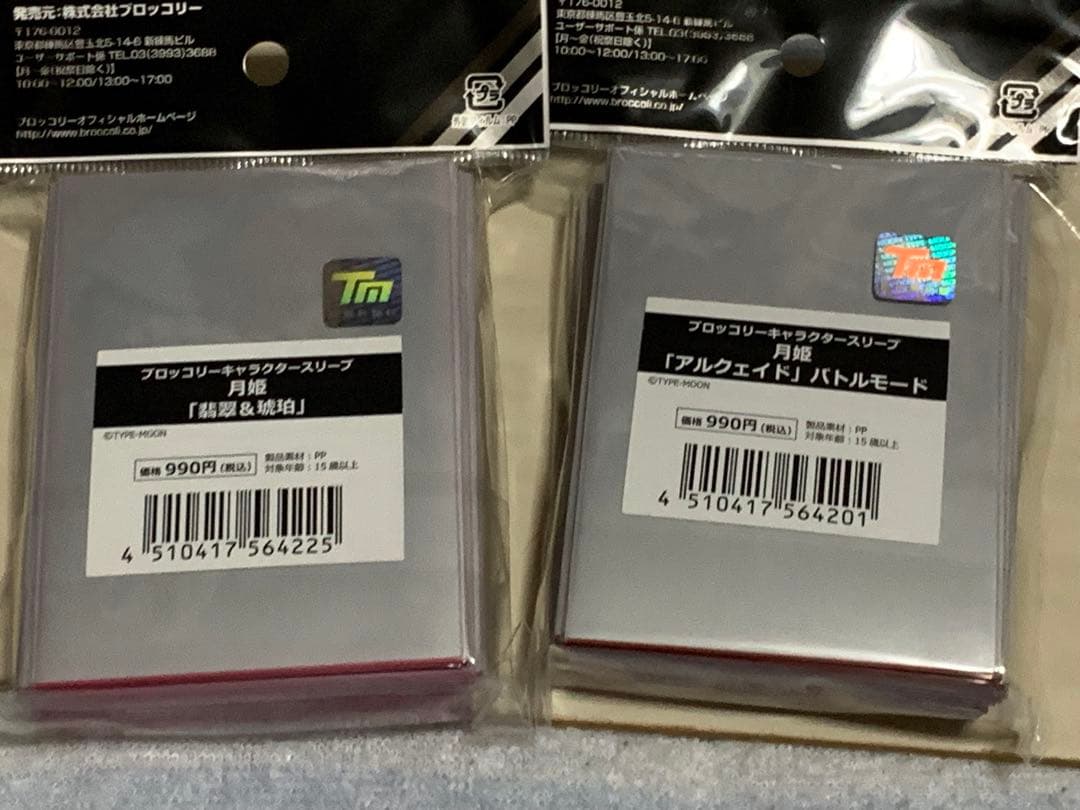 発売元:株式会社ブロッコリー
〒176-0012
東京都練馬区豊玉北5-14-6 新練馬ビル
ユーザーサポート係 TEL.03(3993)3688
【月～金(祝祭日除く)】
10:00～12:00/13:00～17:00
ブロッコリーオフィシャルホームページ
http://www.broccoli.co.jp/
プラ
TM
ブロッコリーキャラクタースリーブ
月姫
「翡翠&琥珀」
©TYPE-MOON
価格 990円(税込)
製品素材:PP
対象年齢:15歳以上
4 510417 564225
〒176-0012
東京都練馬区豊玉北5-14-6 新練馬ビル
ユーザーサポート係 TEL.03(3993)3688
【月～金(祝祭日除く)】
10:00～12:00/13:00～17:00
ブロッコリーオフィシャルホームページ
http://www.broccoli.co.jp/
プラ
TM
ブロッコリーキャラクタースリーブ
月姫
「アルクェイド」バトルモード
©TYPE-MOON
価格 990円(税込)
製品素材:PP
対象年齢:15歳以上
4 510417 564201